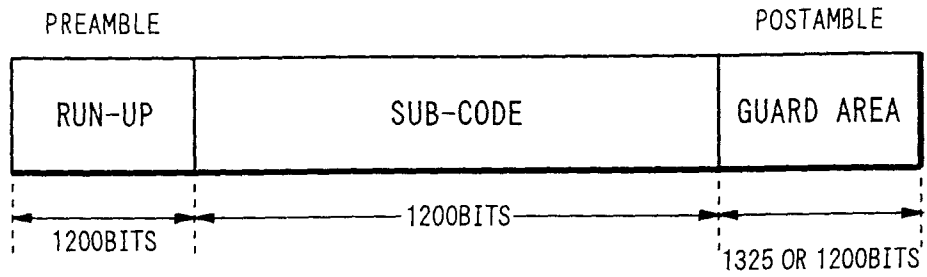 PREAMBLE
POSTAMBLE
RUN-UP
SUB-CODE
GUARD AREA
1200BITS
1200BITS
1325 OR 1200BITS